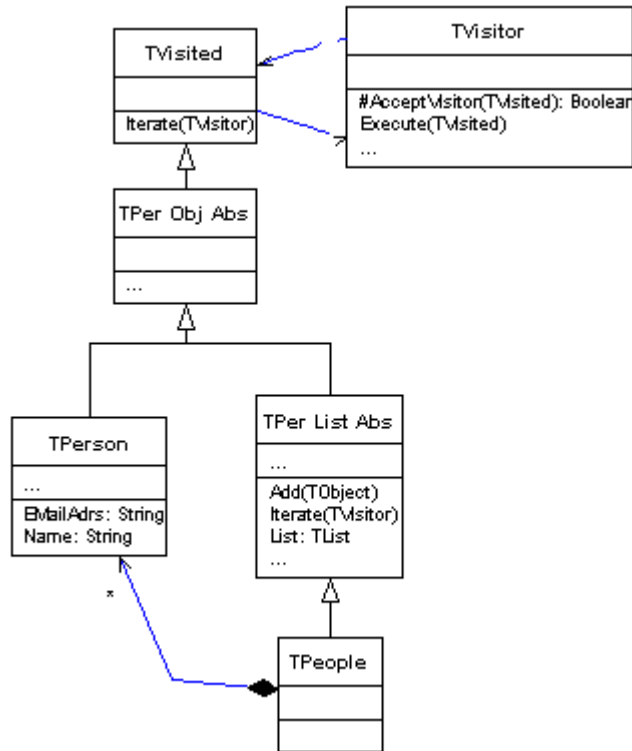 TVisited
Iterate(TVisitor)
TVisitor
#AcceptVisitor(TVisited): Boolean
Execute(TVisited)
...
TPer Obj Abs
...
TPerson
...
EMailAdrs: String
Name: String
TPer List Abs
...
Add(TObject)
Iterate(TVisitor)
List: TList
...
*
TPeople